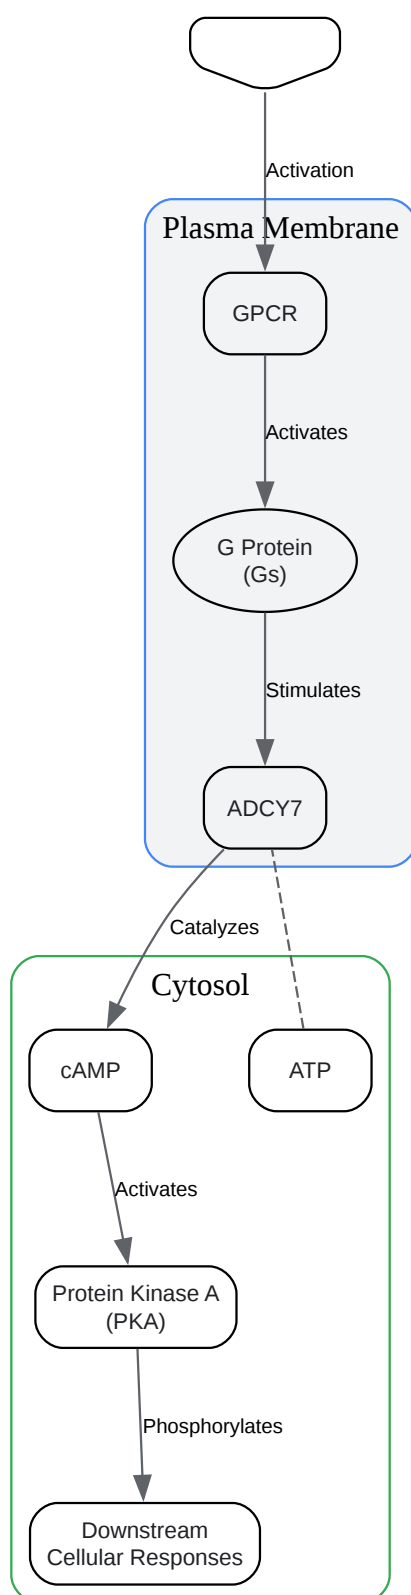 Activation
Plasma Membrane
GPCR
Activates
G Protein
(Gs)
Stimulates
ADCY7
Catalyzes
Cytosol
cAMP
ATP
Activates
Protein Kinase A
(PKA)
Phosphorylates
Downstream
Cellular Responses